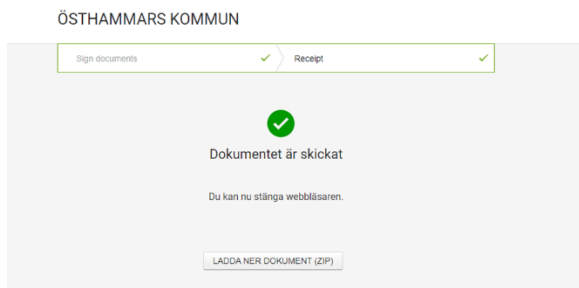 ÖSTHAMMARS KOMMUN
Sign documents
Receipt
Dokumentet är skickat
Du kan nu stänga webbläsaren.
LADDA NER DOKUMENT (ZIP)